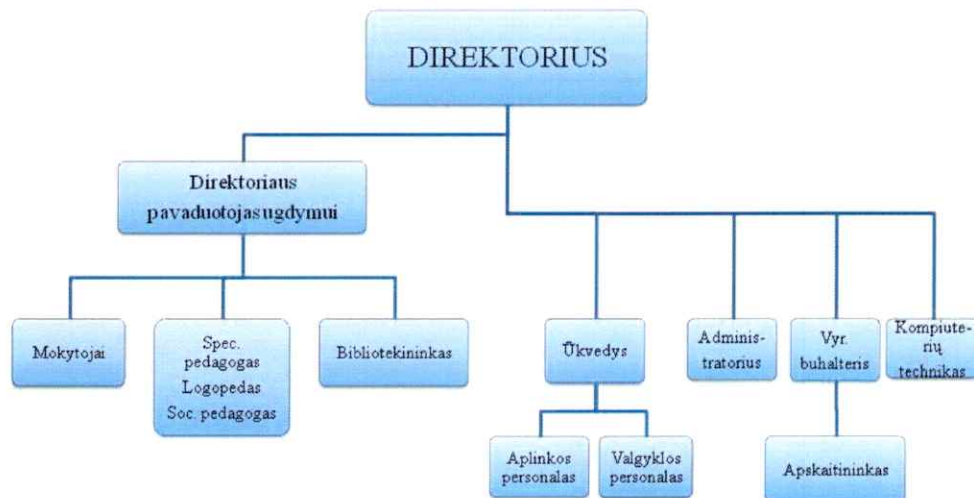 DIREKTORIUS
Direktoriaus
pavaduotojas ugdymui
Mokytojai
Spec.
pedagogas
Logopedas
Soc. pedagogas
Bibliotekininkas
Ūkvedys
Adminis-
tratorius
Vyr.
buhalteris
Kompiute-
rių
technikas
Aplinkos
personalas
Valgyklos
personalas
Apskaitininkas